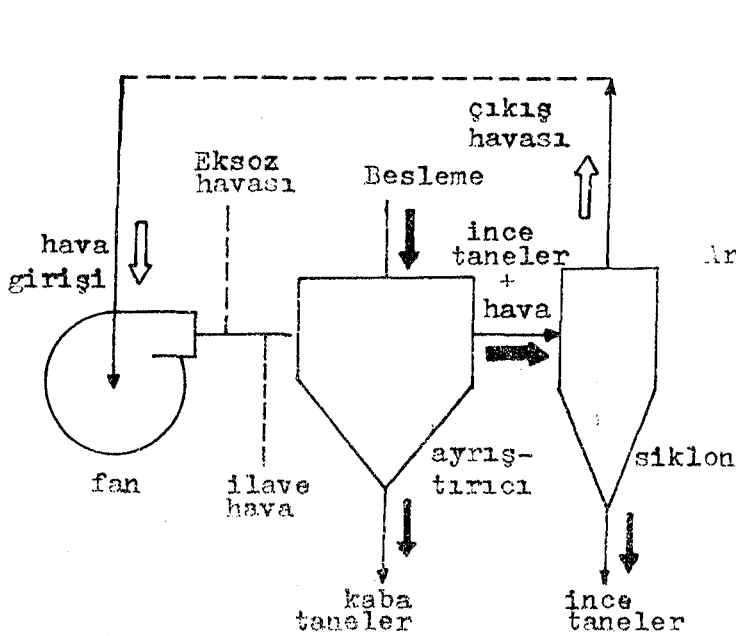 çıkış
havası
Eksoz
havası
Besleme
ince
taneler
+
hava
hava
girişi
fan
ilave
hava
ayrış-
tırıcı
siklon
kaba
taneler
ince
taneler